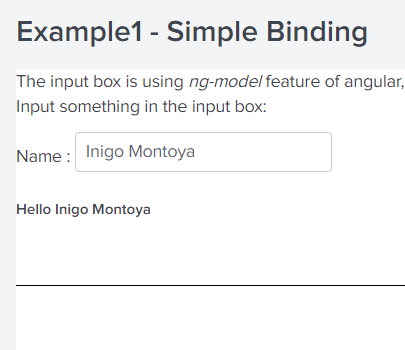 Example1 - Simple Binding
The input box is using ng-model feature of angular,
Input something in the input box:
Name : Inigo Montoya
Hello Inigo Montoya